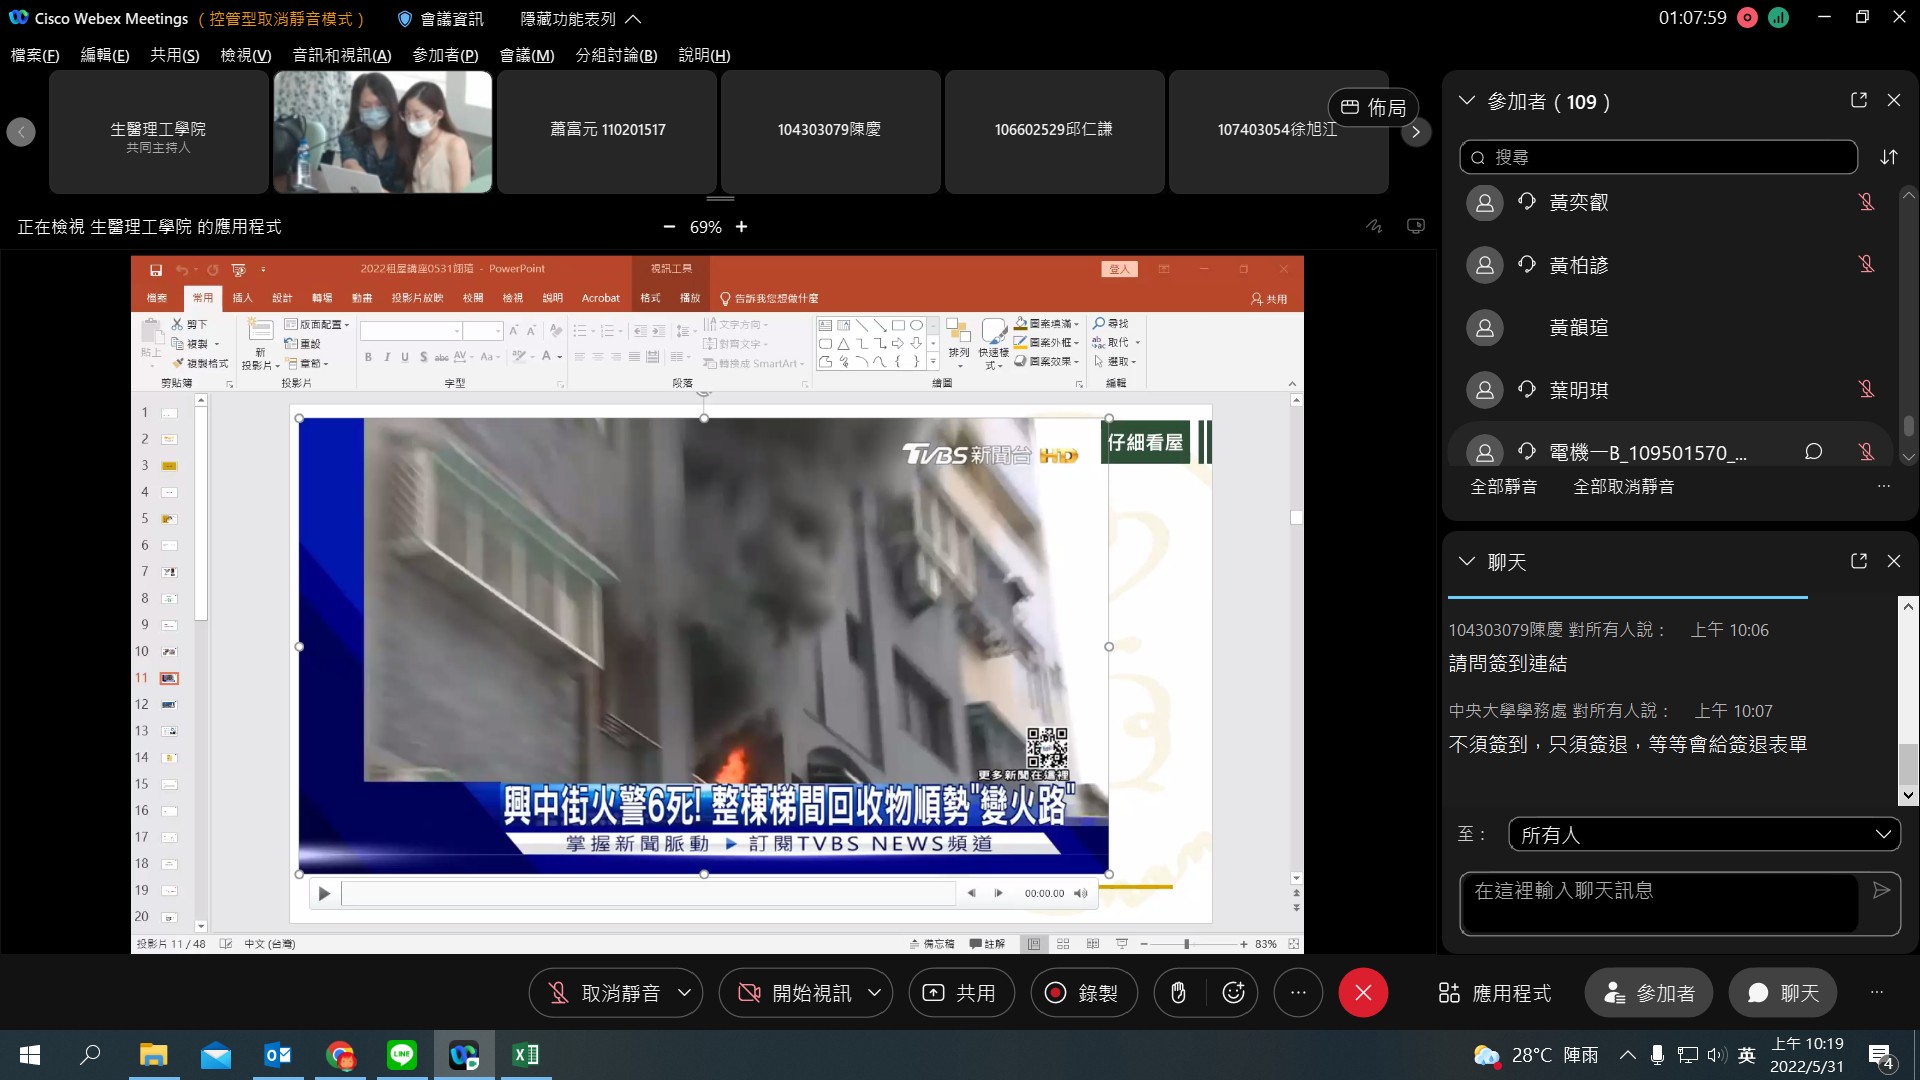 Cisco Webex Meetings （控管型取消靜音模式） 會議資訊 隱藏功能表列 01:07:59
檔案(F) 編輯(E) 共用(S) 檢視(V) 音訊和視訊(A) 參加者(P) 會議(M) 分組討論(B) 說明(H)
生醫理工學院
共同主持人
蕭富元 110201517
104303079陳慶
106602529邱仁謙
107403054徐旭江
佈局
正在檢視 生醫理工學院 的應用程式
69%
2022租屋講座0531翊瑄 - PowerPoint 視訊工具 登入
檔案 常用 插入 設計 轉場 動畫 投影片放映 校閱 檢視 說明 Acrobat 格式 播放 告訴我您想做什麼 共用
貼上
剪下
複製
複製格式
剪貼簿
新
投影片
版面配置
重設
章節
投影片
B I U S abc AV Aa A
字型
文字方向
對齊文字
轉換成 SmartArt
段落
排列
快速樣
式
圖案填滿
圖案外框
圖案效果
繪圖
尋找
取代
選取
編輯
1
2
3
4
5
6
7
8
9
10
11
12
13
14
15
16
17
18
19
20
TVBS新聞台 HD
仔細看屋
更多新聞在這裡
興中街火警6死! 整棟梯間回收物順勢"變火路"
掌握新聞脈動 ▶ 訂閱TVBS NEWS頻道
00:00.00
投影片 11 / 48 中文 (台灣) 備忘稿 註解 83%
參加者（109）
搜尋
黃奕叡
黃柏諺
黃韻瑄
葉明琪
電機一B_109501570_...
全部靜音 全部取消靜音 ...
聊天
104303079陳慶 對所有人說： 上午 10:06
請問簽到連結
中央大學學務處 對所有人說： 上午 10:07
不須簽到，只須簽退，等等會給簽退表單
至： 所有人
在這裡輸入聊天訊息
取消靜音 開始視訊 共用 錄製 應用程式 參加者 聊天
28°C 陣雨 英 上午 10:19
2022/5/31
4